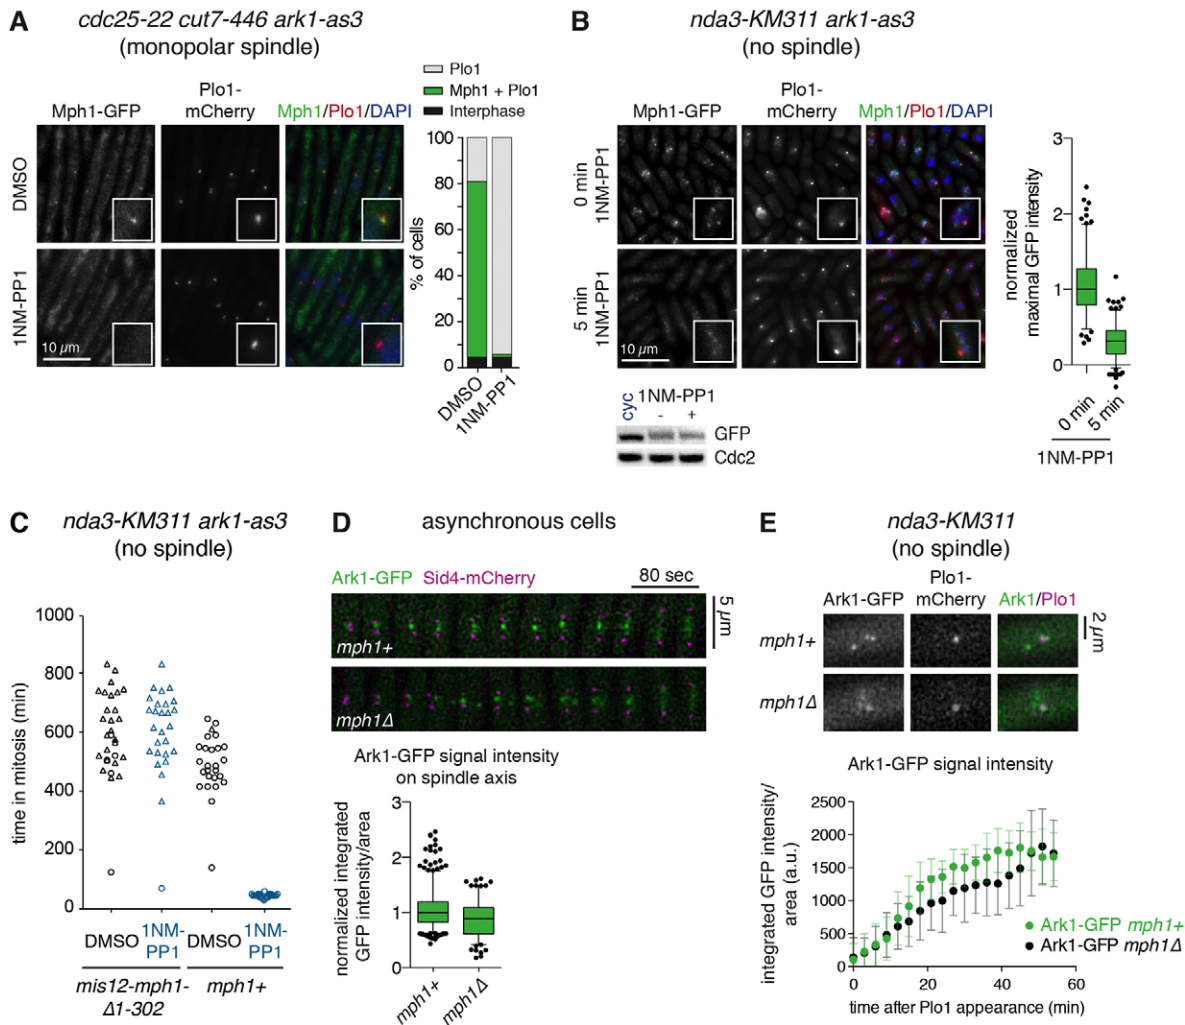 A
cdc25-22 cut7-446 ark1-as3
(monopolar spindle)
Mph1-GFP
Plo1-
mCherry
Mph1/Plo1/DAPI
DMSO
1NM-PP1
10 µm
Plo1
Mph1 + Plo1
Interphase
% of cells
100
80
60
40
20
0
DMSO
1NM-PP1
B
nda3-KM311 ark1-as3
(no spindle)
Mph1-GFP
Plo1-
mCherry
Mph1/Plo1/DAPI
0 min
1NM-PP1
5 min
1NM-PP1
10 µm
normalized
maximal GFP intensity
3
2
1
0
0 min
5 min
1NM-PP1
cyc
1NM-PP1
- +
GFP
Cdc2
C
nda3-KM311 ark1-as3
(no spindle)
time in mitosis (min)
1000
800
600
400
200
0
DMSO
1NM-
PP1
DMSO
1NM-
PP1
mis12-mph1-
Δ1-302
mph1+
D
asynchronous cells
Ark1-GFP Sid4-mCherry
80 sec
5 µm
mph1+
mph1Δ
Ark1-GFP signal intensity
on spindle axis
normalized integrated
GFP intensity/area
3
2
1
0
mph1+
mph1Δ
E
nda3-KM311
(no spindle)
Ark1-GFP
Plo1-
mCherry
Ark1/Plo1
mph1+
mph1Δ
2 µm
Ark1-GFP signal intensity
integrated GFP intensity/
area (a.u.)
2500
2000
1500
1000
500
0
Ark1-GFP mph1+
Ark1-GFP mph1Δ
0 20 40 60
time after Plo1 appearance (min)